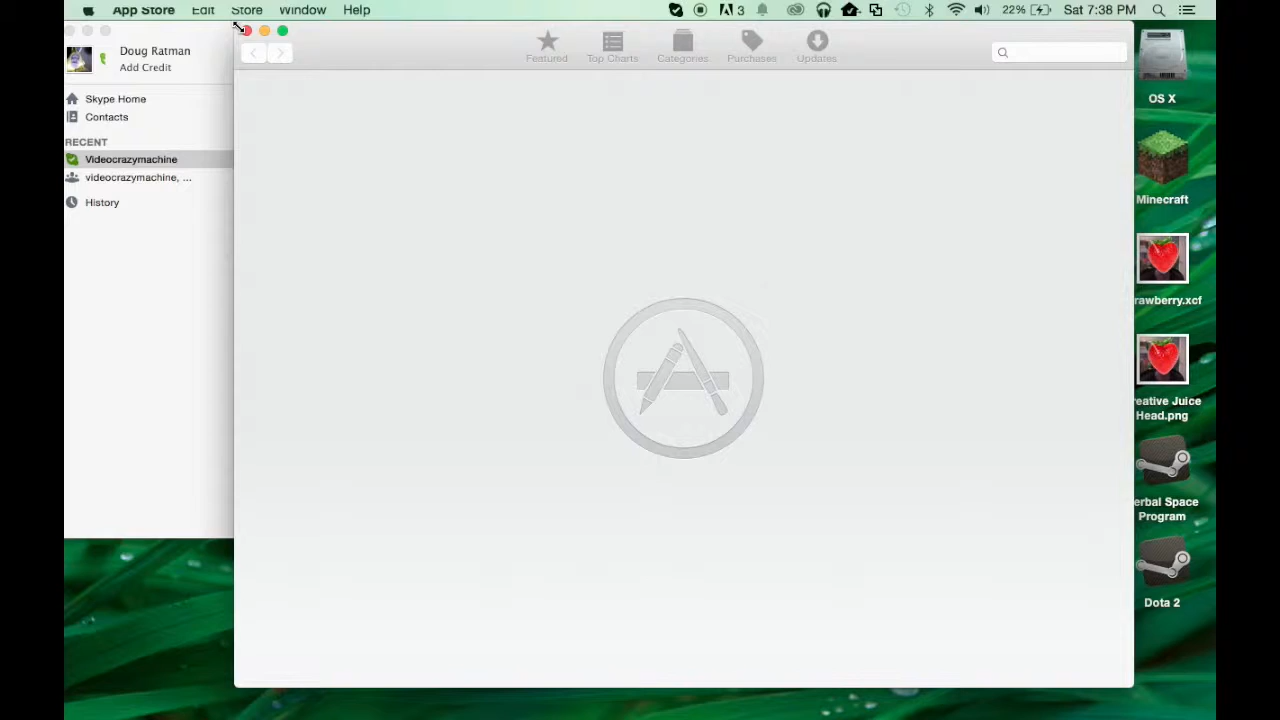 App Store Edit Store Window Help 3 22% Sat 7:38 PM
Doug Ratman
Add Credit
Skype Home
Contacts
RECENT
Videocrazymachine
videocrazymachine, ...
History
Featured Top Charts Categories Purchases Updates
OS X
Minecraft
rawberry.xcf
reative Juice
Head.png
erbal Space
Program
Dota 2